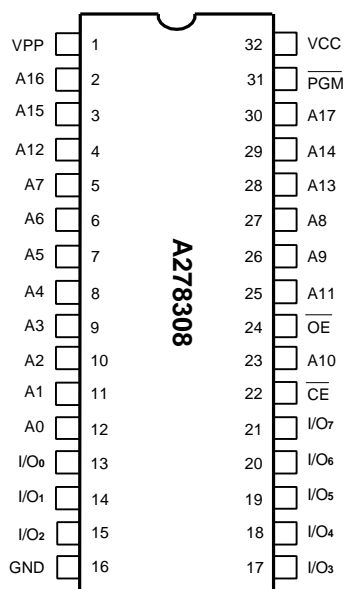 VPP 1 32 VCC
A16 2 31 PGM
A15 3 30 A17
A12 4 29 A14
A7 5 28 A13
A6 6 27 A8
A5 7 26 A9
A4 8 25 A11
A3 9 24 OE
A2 10 23 A10
A1 11 22 CE
A0 12 21 I/O7
I/O0 13 20 I/O6
I/O1 14 19 I/O5
I/O2 15 18 I/O4
GND 16 17 I/O3
A278308